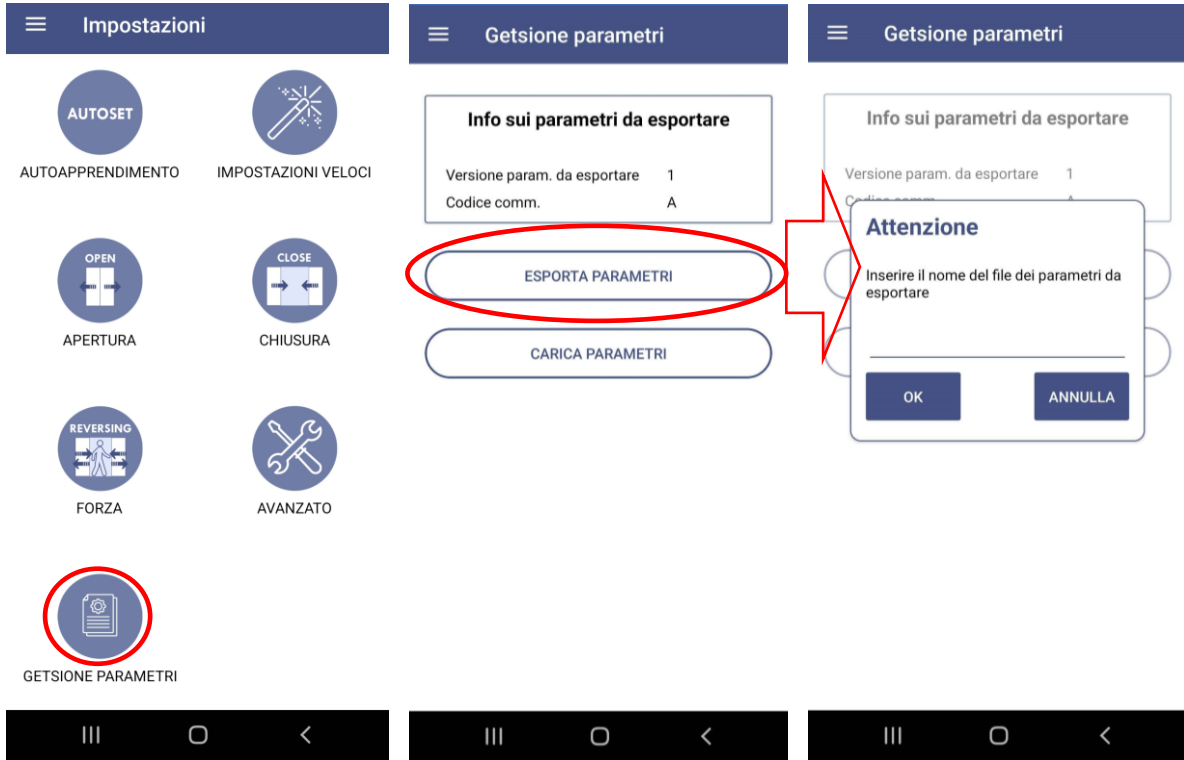 Impostazioni
AUTOSET
AUTOAPPRENDIMENTO
IMPOSTAZIONI VELOCI
OPEN
CLOSE
APERTURA
CHIUSURA
REVERSING
FORZA
AVANZATO
GETSIONE PARAMETRI
Getsione parametri
Info sui parametri da esportare
Versione param. da esportare 1
Codice comm. A
ESPORTA PARAMETRI
CARICA PARAMETRI
Getsione parametri
Info sui parametri da esportare
Versione param. da esportare 1
Codice comm. A
Attenzione
Inserire il nome del file dei parametri da
esportare
OK
ANNULLA